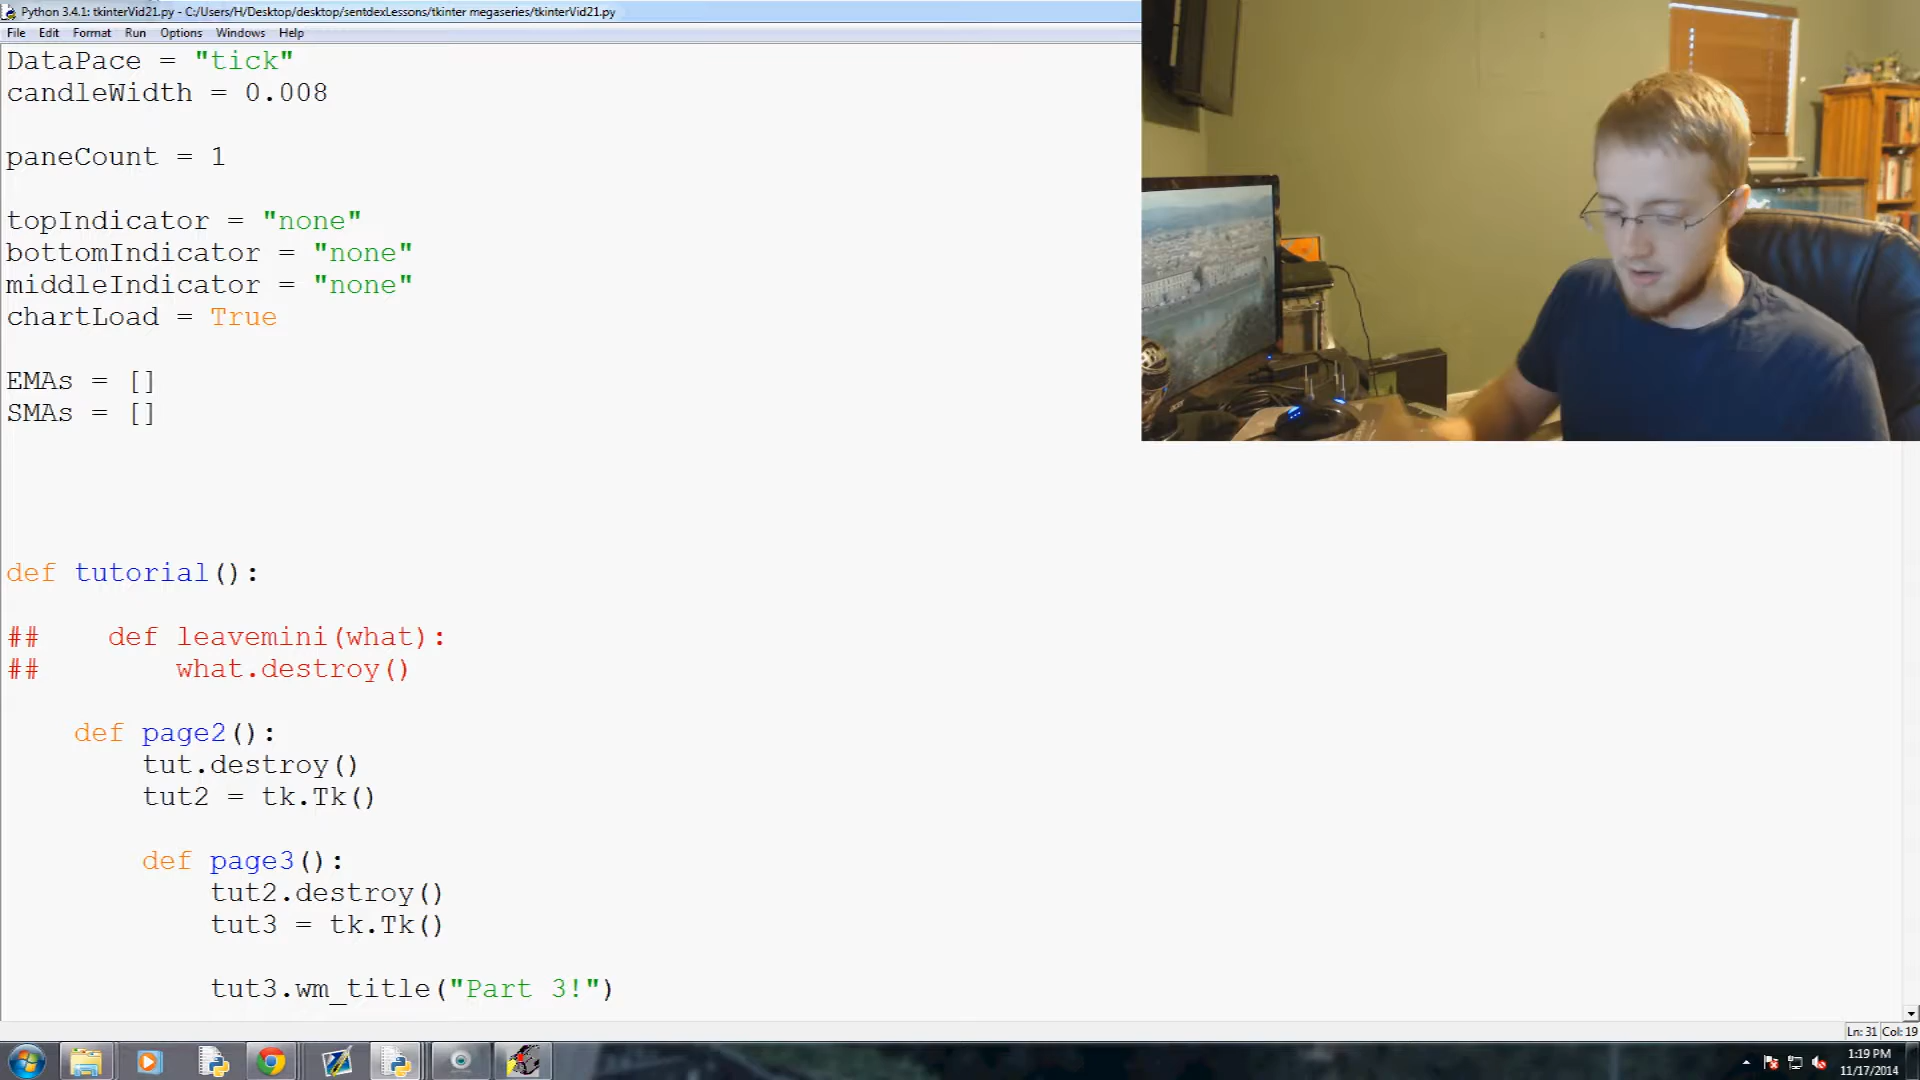 Python 3.4.1: tkinterVid21.py - C:/Users/H/Desktop/desktop/sentdexLessons/tkinter megaseries/tkinterVid21.py
File Edit Format Run Options Windows Help
DataPace = "tick"
candleWidth = 0.008
paneCount = 1
topIndicator = "none"
bottomIndicator = "none"
middleIndicator = "none"
chartLoad = True
EMAs = []
SMAs = []
def tutorial():
##    def leavemini(what):
##        what.destroy()
    def page2():
        tut.destroy()
        tut2 = tk.Tk()
        def page3():
            tut2.destroy()
            tut3 = tk.Tk()
            tut3.wm_title("Part 3!")
Ln: 31 Col: 19
1:19 PM
11/17/2014